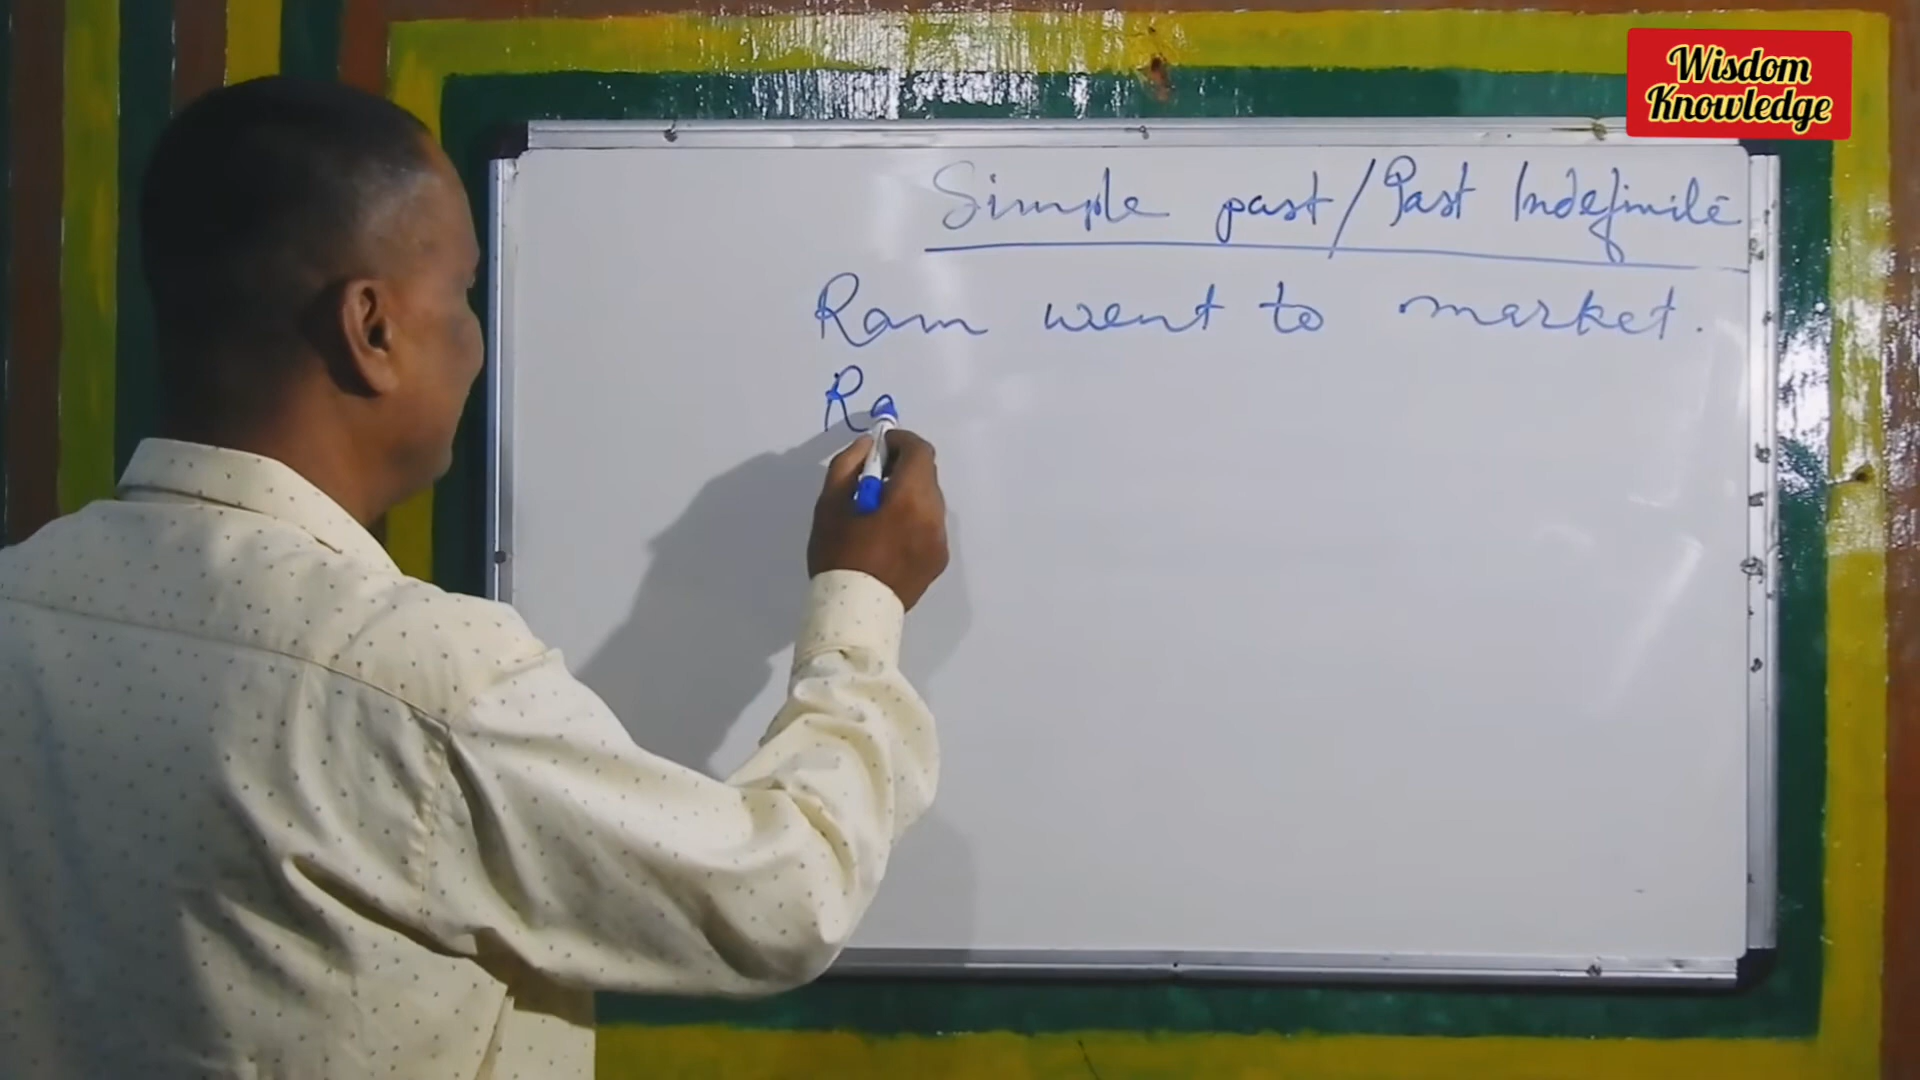 Wisdom
Knowledge
Simple past/Past Indefinite
Ram went to market.
Ra